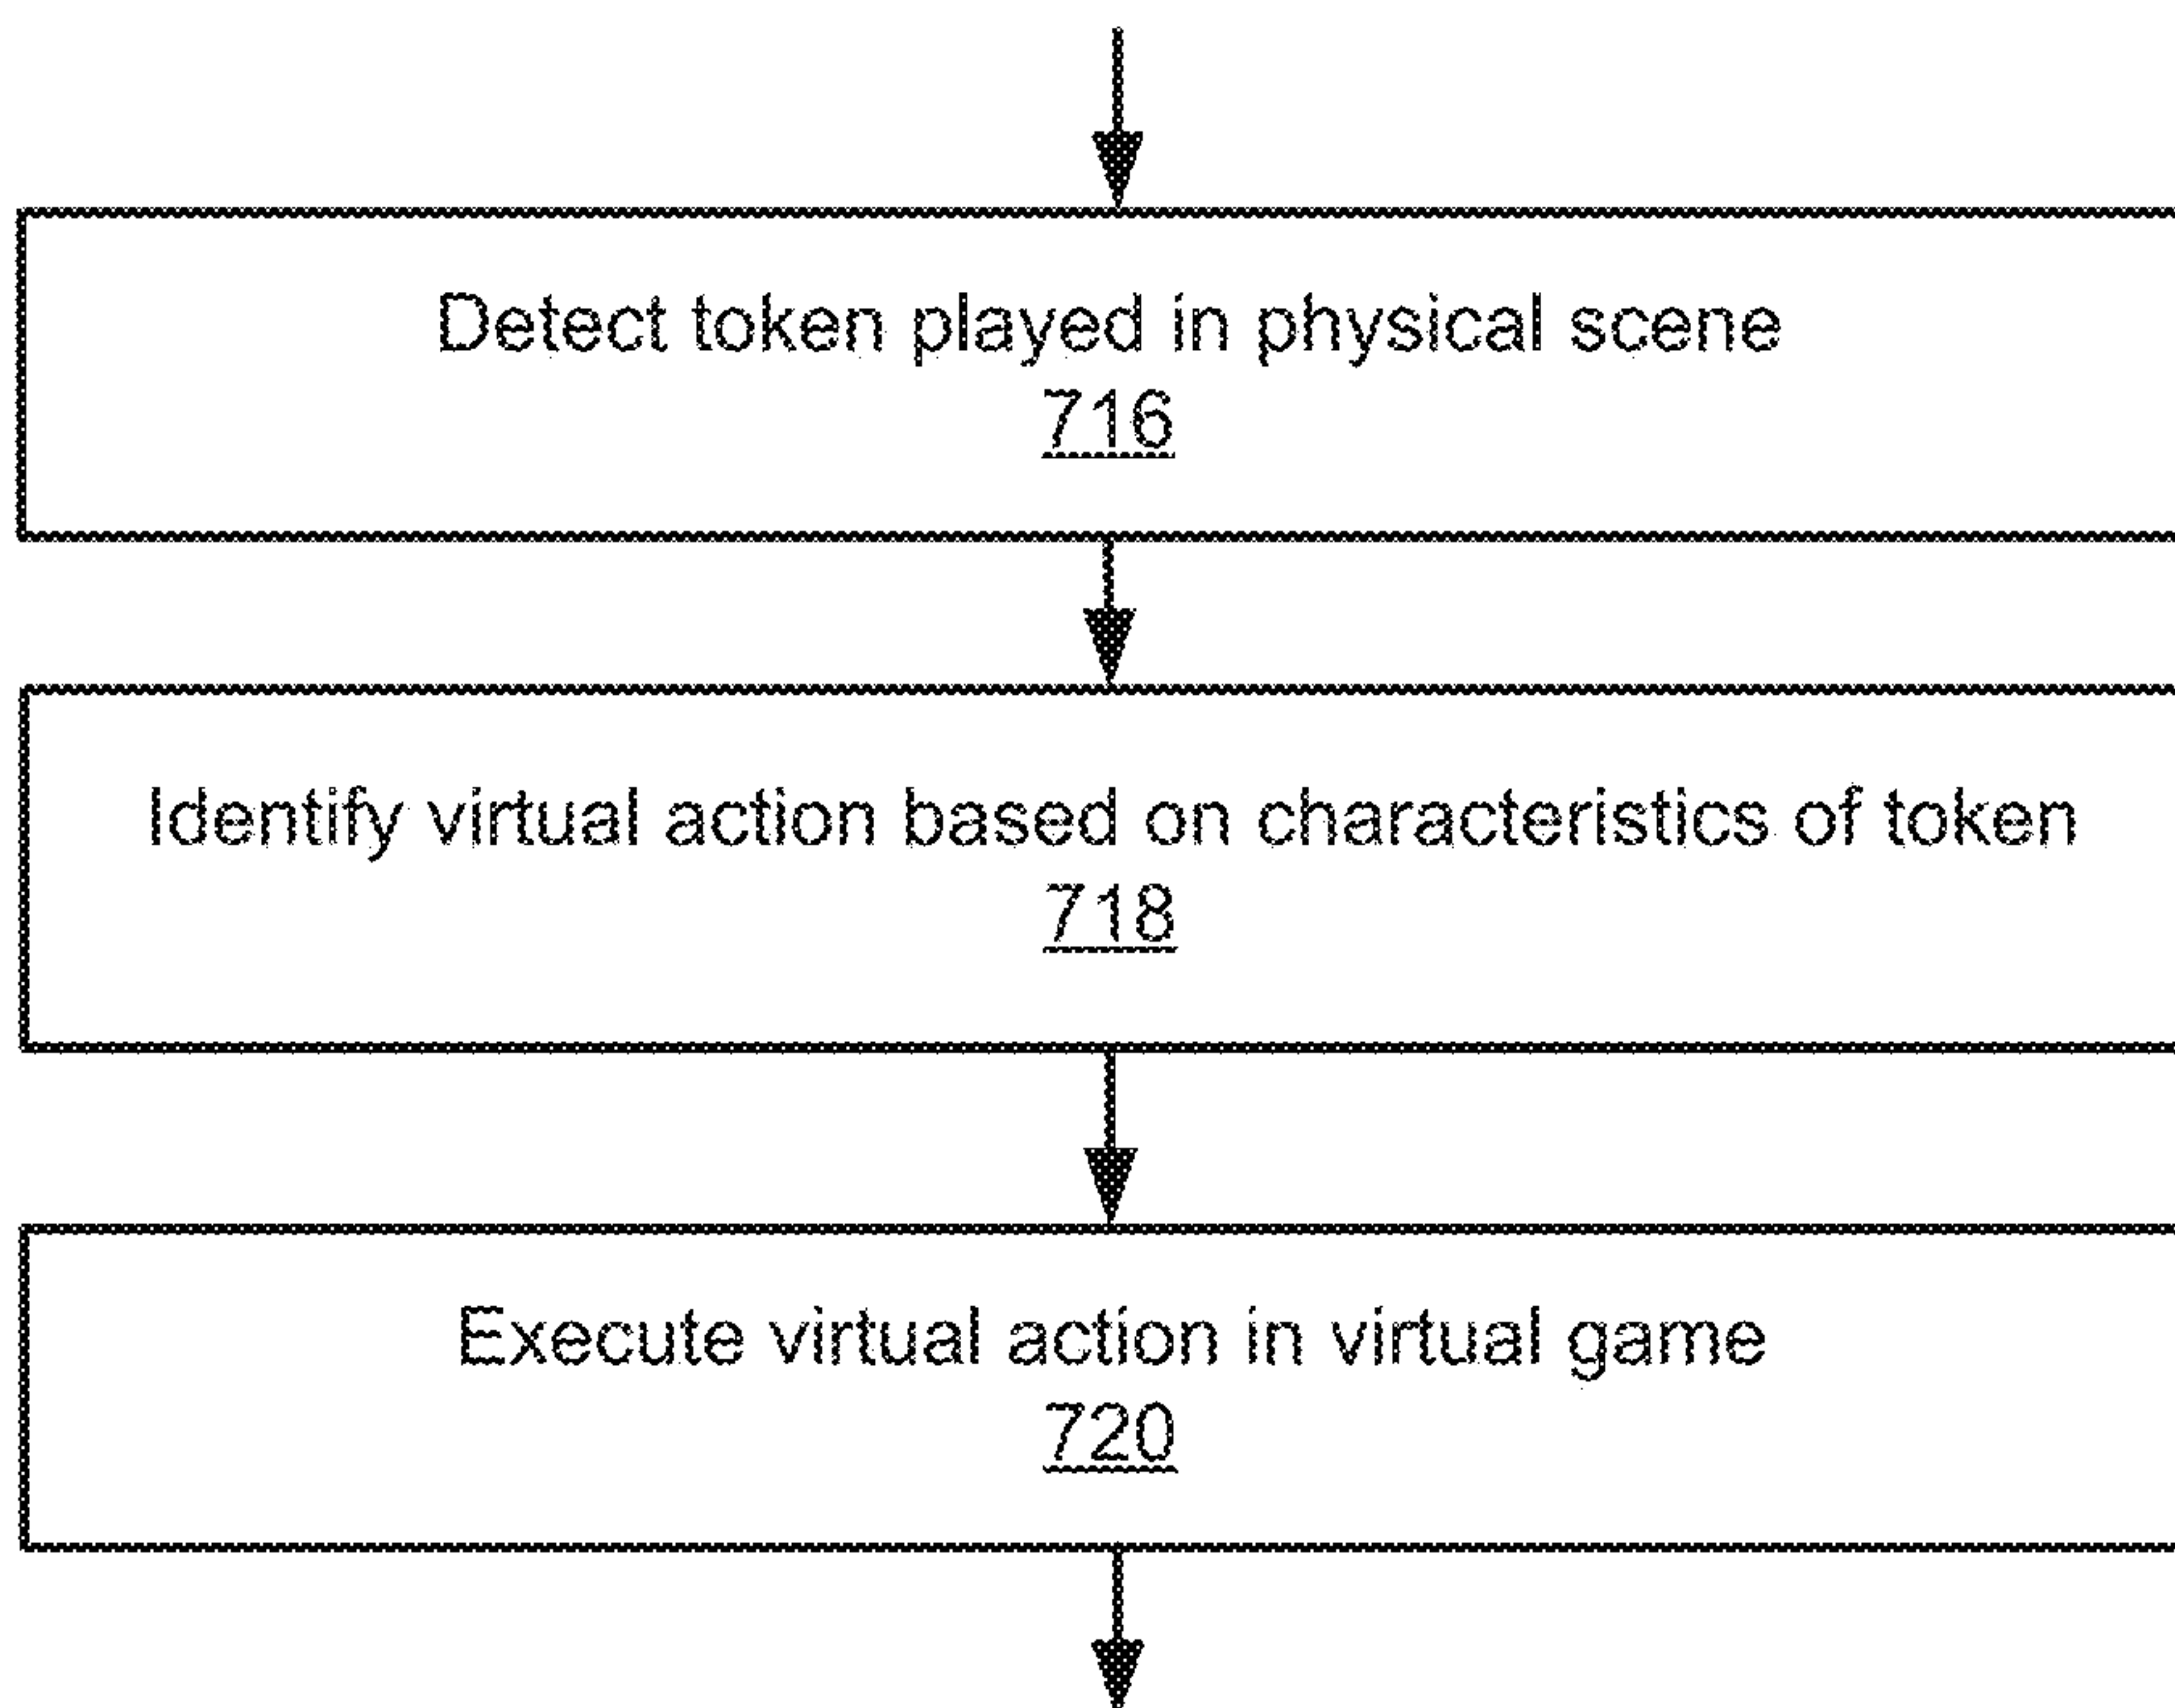 Detect token played in physical scene
716
Identify virtual action based on characteristics of token
718
Execute virtual action in virtual game
720